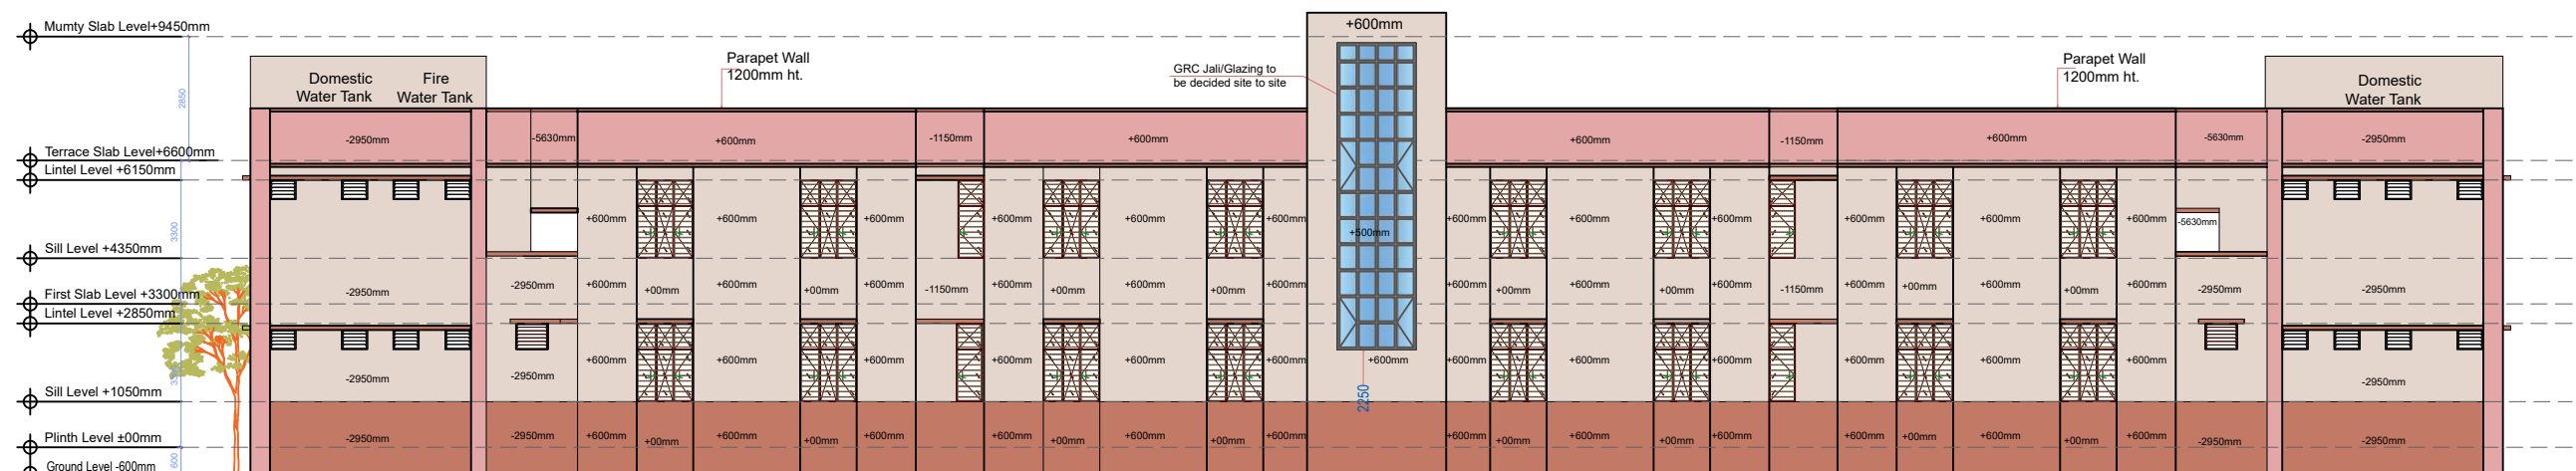 Mumty Slab Level+9450mm
+600mm
Parapet Wall
1200mm ht.
Parapet Wall
1200mm ht.
GRC Jali/Glazing to
be decided site to site
Domestic
Water Tank
Fire
Water Tank
Domestic
Water Tank
2850
-2950mm
-5630mm
+600mm
-1150mm
+600mm
+600mm
-1150mm
+600mm
-5630mm
-2950mm
Terrace Slab Level+6600mm
Lintel Level +6150mm
3300
+600mm
+600mm
+600mm
+600mm
+600mm
+600mm
+500mm
+600mm
+600mm
+600mm
+600mm
+600mm
+600mm
-5630mm
Sill Level +4350mm
-2950mm
-2950mm
+600mm
+00mm
+600mm
+00mm
+600mm
-1150mm
+600mm
+00mm
+600mm
+00mm
+600mm
+600mm
+00mm
+600mm
+00mm
+600mm
-1150mm
+600mm
+00mm
+600mm
+00mm
+600mm
-2950mm
-2950mm
First Slab Level +3300mm
Lintel Level +2850mm
-2950mm
-2950mm
+600mm
+600mm
+600mm
+600mm
+600mm
+600mm
+600mm
+600mm
+600mm
+600mm
+600mm
+600mm
+600mm
-2950mm
2250
Sill Level +1050mm
-2950mm
-2950mm
+600mm
+00mm
+600mm
+00mm
+600mm
+600mm
+00mm
+600mm
+00mm
+600mm
+600mm
+00mm
+600mm
+00mm
+600mm
+600mm
+00mm
+600mm
+00mm
+600mm
-2950mm
-2950mm
Plinth Level ±00mm
600
Ground Level -600mm